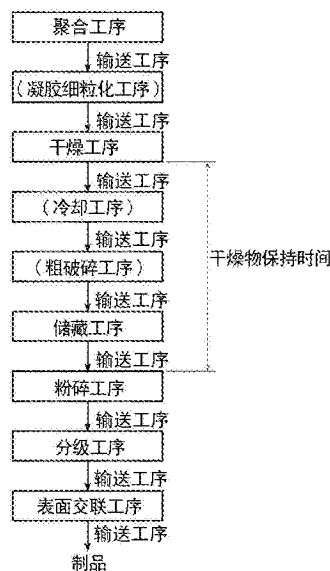 聚合工序
输送工序
(凝胶细粒化工序)
输送工序
干燥工序
输送工序
(冷却工序)
输送工序
干燥物保持时间
(粗破碎工序)
输送工序
储藏工序
输送工序
粉碎工序
输送工序
分级工序
输送工序
表面交联工序
输送工序
制品